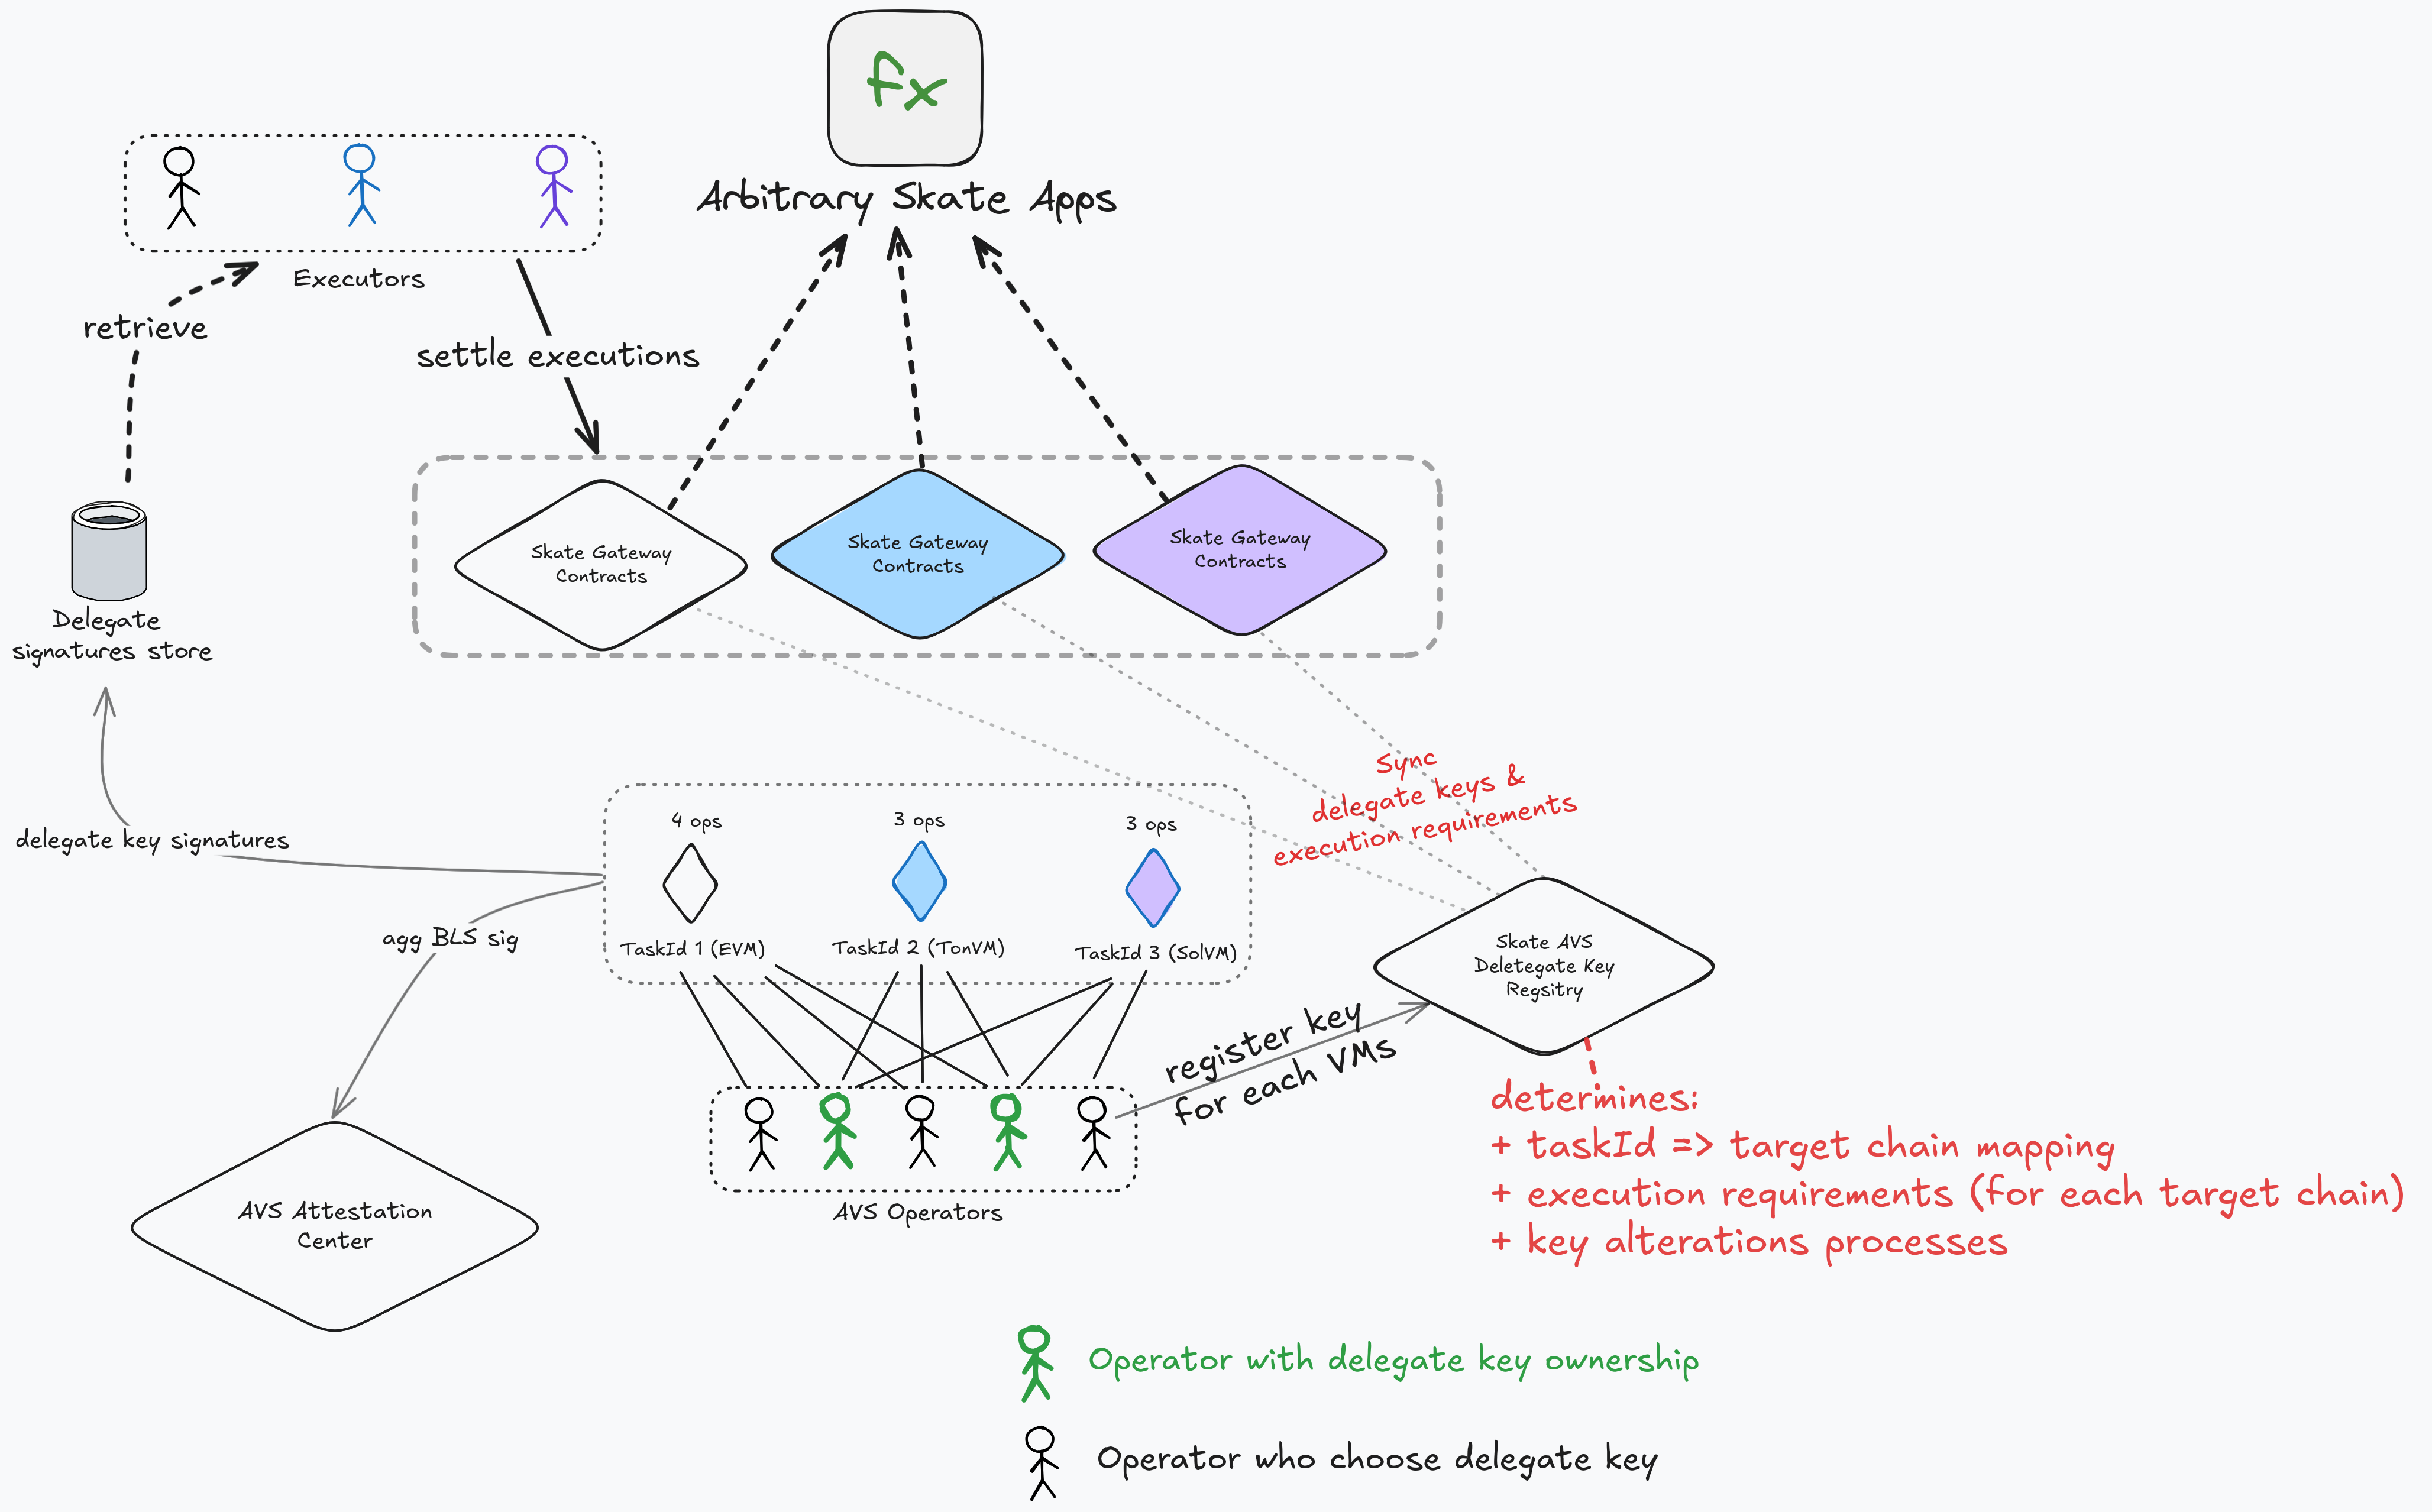 fx
Arbitrary Skate Apps
Executors
retrieve
settle executions
Skate Gateway
Contracts
Skate Gateway
Contracts
Skate Gateway
Contracts
Delegate
signatures store
Sync
delegate keys &
execution requirements
delegate key signatures
4 ops
3 ops
3 ops
agg BLS sig
TaskId 1 (EVM)
TaskId 2 (TonVM)
TaskId 3 (SolVM)
Skate AVS
Deletegate Key
Regsitry
register key
for each VMs
determines:
+ taskId => target chain mapping
+ execution requirements (for each target chain)
+ key alterations processes
AVS Operators
AVS Attestation
Center
Operator with delegate key ownership
Operator who choose delegate key